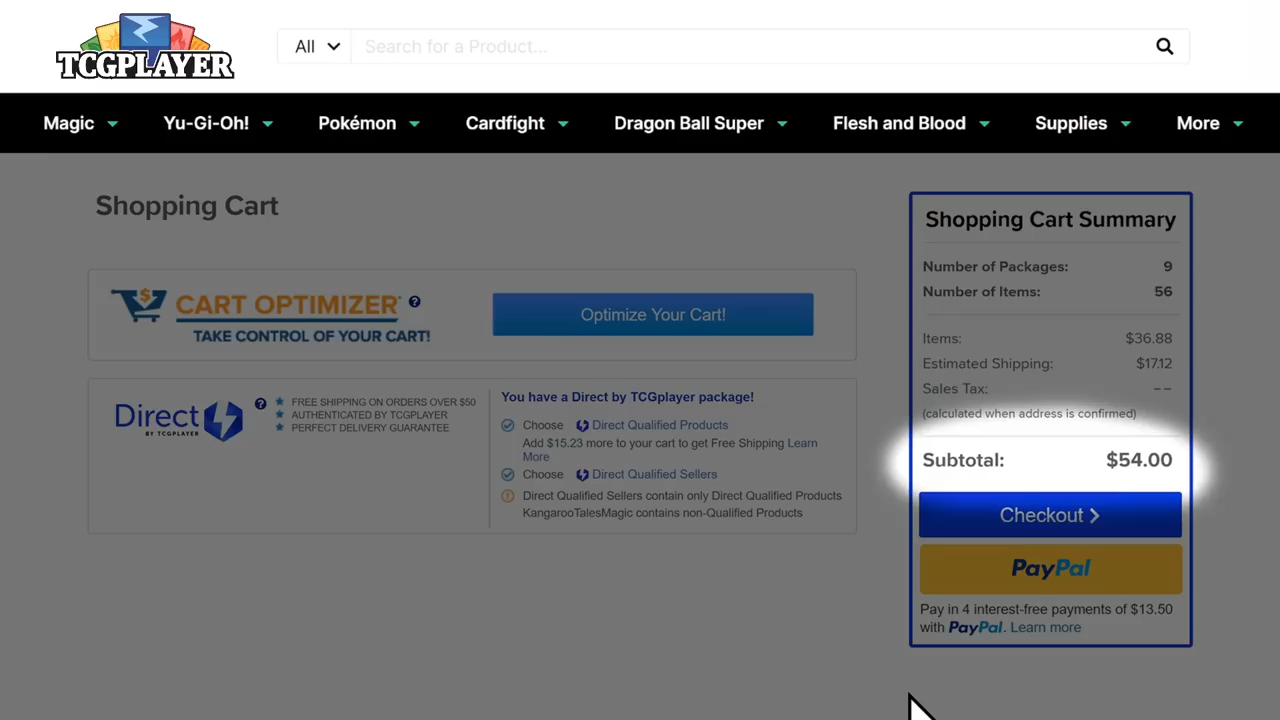 TCGPLAYER
All
Search for a Product...
Magic
Yu-Gi-Oh!
Pokémon
Cardfight
Dragon Ball Super
Flesh and Blood
Supplies
More
Shopping Cart
CART OPTIMIZER
TAKE CONTROL OF YOUR CART!
Optimize Your Cart!
Direct
BY TCGPLAYER
FREE SHIPPING ON ORDERS OVER $50
AUTHENTICATED BY TCGPLAYER
PERFECT DELIVERY GUARANTEE
You have a Direct by TCGplayer package!
Choose Direct Qualified Products
Add $15.23 more to your cart to get Free Shipping Learn
More
Choose Direct Qualified Sellers
Direct Qualified Sellers contain only Direct Qualified Products
KangarooTalesMagic contains non-Qualified Products
Shopping Cart Summary
Number of Packages: 9
Number of Items: 56
Items: $36.88
Estimated Shipping: $17.12
Sales Tax: --
(calculated when address is confirmed)
Subtotal: $54.00
Checkout
PayPal
Pay in 4 interest-free payments of $13.50
with PayPal. Learn more